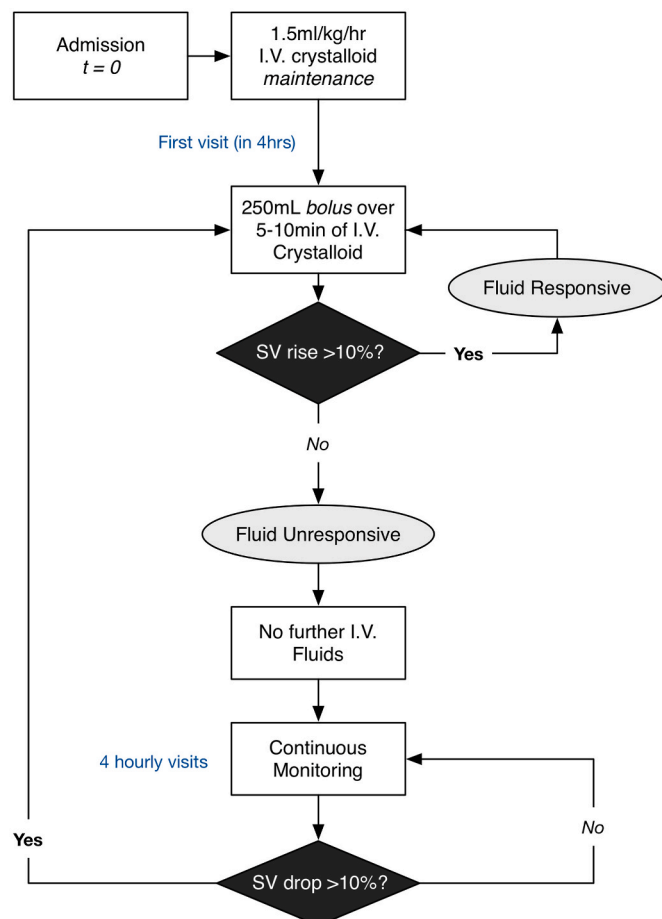 Admission
t = 0
1.5ml/kg/hr
I.V. crystalloid
maintenance
First visit (in 4hrs)
250mL bolus over
5-10min of I.V.
Crystalloid
Fluid Responsive
SV rise >10%?
Yes
No
Fluid Unresponsive
No further I.V.
Fluids
4 hourly visits
Continuous
Monitoring
Yes
No
SV drop >10%?